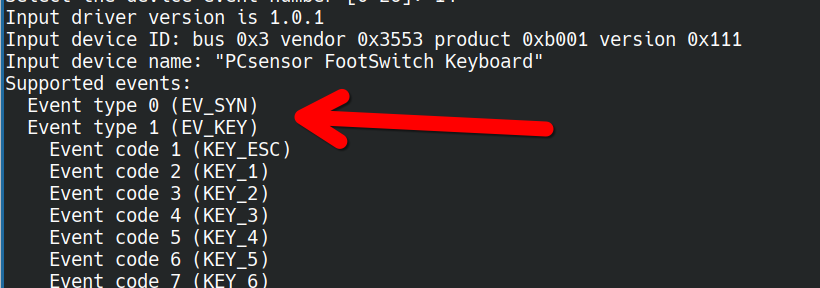 Input driver version is 1.0.1
Input device ID: bus 0x3 vendor 0x3553 product 0xb001 version 0x111
Input device name: "PCsensor FootSwitch Keyboard"
Supported events:
Event type 0 (EV_SYN)
Event type 1 (EV_KEY)
Event code 1 (KEY_ESC)
Event code 2 (KEY_1)
Event code 3 (KEY_2)
Event code 4 (KEY_3)
Event code 5 (KEY_4)
Event code 6 (KEY_5)
Event code 7 (KEY_6)